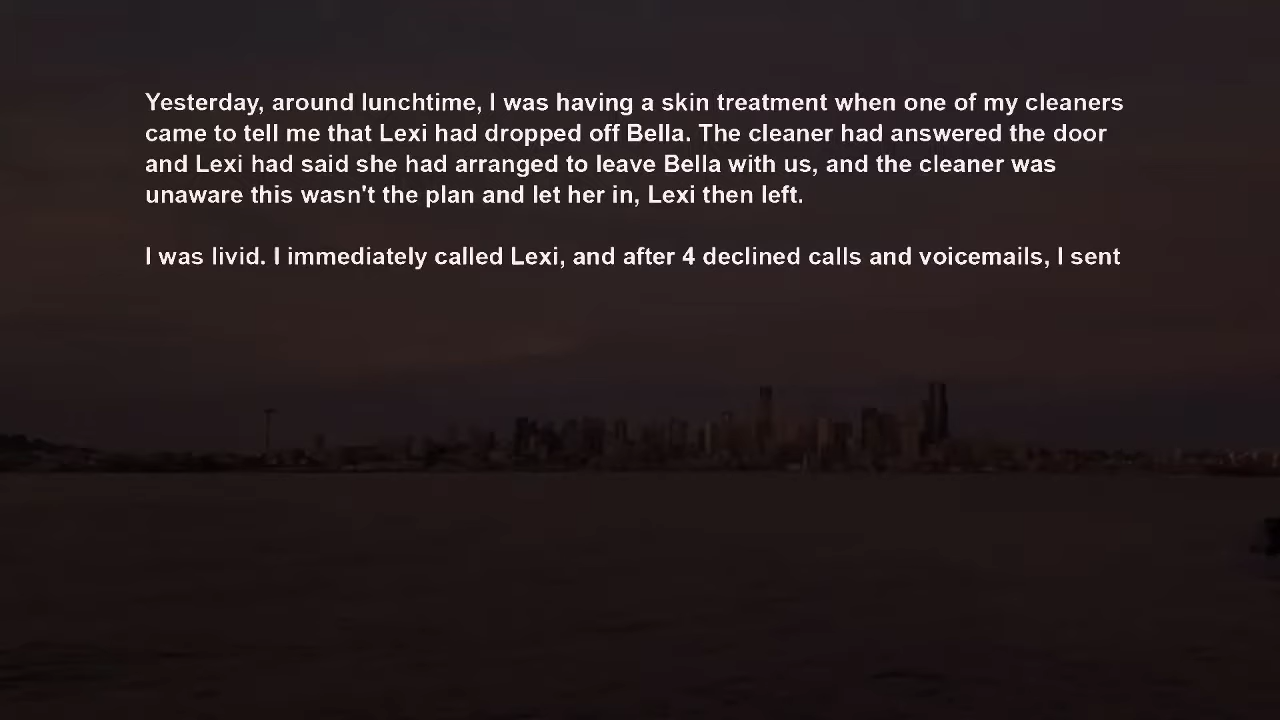 Yesterday, around lunchtime, I was having a skin treatment when one of my cleaners
came to tell me that Lexi had dropped off Bella. The cleaner had answered the door
and Lexi had said she had arranged to leave Bella with us, and the cleaner was
unaware this wasn't the plan and let her in, Lexi then left.
I was livid. I immediately called Lexi, and after 4 declined calls and voicemails, I sent